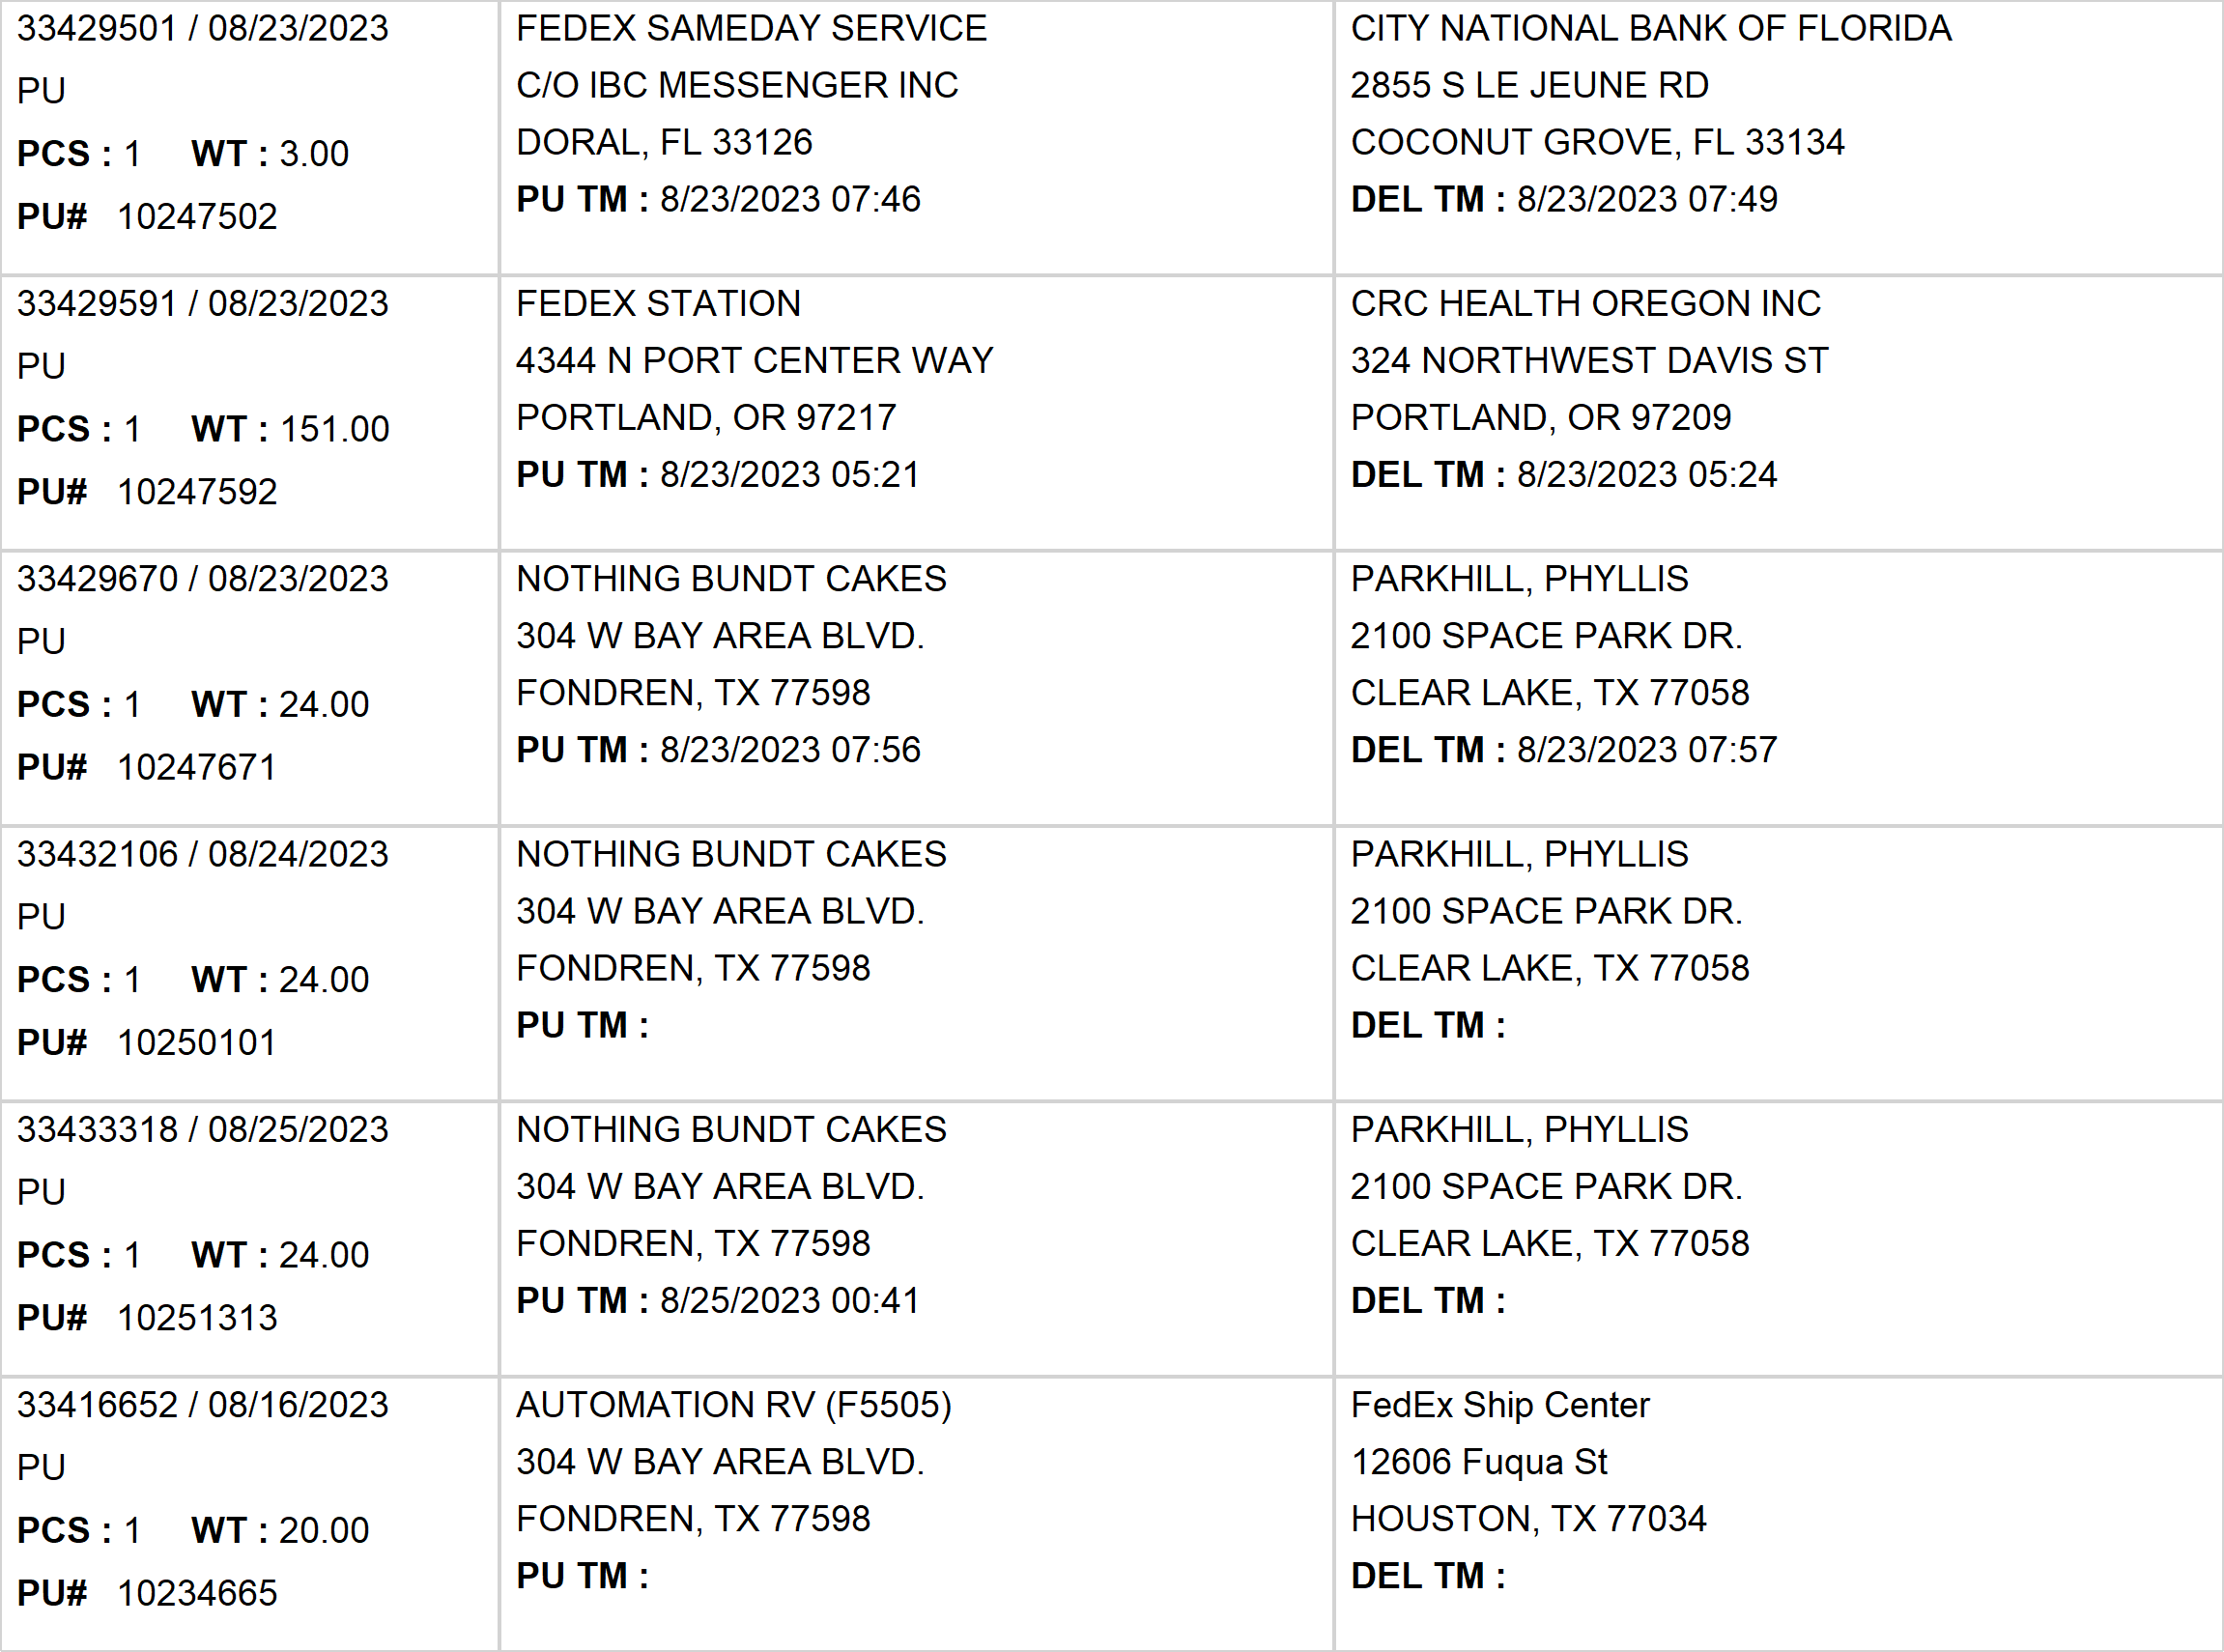 33429501 / 08/23/2023
PU
PCS : 1 WT : 3.00
PU# 10247502
FEDEX SAMEDAY SERVICE
C/O IBC MESSENGER INC
DORAL, FL 33126
PU TM : 8/23/2023 07:46
CITY NATIONAL BANK OF FLORIDA
2855 S LE JEUNE RD
COCONUT GROVE, FL 33134
DEL TM : 8/23/2023 07:49
33429591 / 08/23/2023
PU
PCS : 1 WT : 151.00
PU# 10247592
FEDEX STATION
4344 N PORT CENTER WAY
PORTLAND, OR 97217
PU TM : 8/23/2023 05:21
CRC HEALTH OREGON INC
324 NORTHWEST DAVIS ST
PORTLAND, OR 97209
DEL TM : 8/23/2023 05:24
33429670 / 08/23/2023
PU
PCS : 1 WT : 24.00
PU# 10247671
NOTHING BUNDT CAKES
304 W BAY AREA BLVD.
FONDREN, TX 77598
PU TM : 8/23/2023 07:56
PARKHILL, PHYLLIS
2100 SPACE PARK DR.
CLEAR LAKE, TX 77058
DEL TM : 8/23/2023 07:57
33432106 / 08/24/2023
PU
PCS : 1 WT : 24.00
PU# 10250101
NOTHING BUNDT CAKES
304 W BAY AREA BLVD.
FONDREN, TX 77598
PU TM :
PARKHILL, PHYLLIS
2100 SPACE PARK DR.
CLEAR LAKE, TX 77058
DEL TM :
33433318 / 08/25/2023
PU
PCS : 1 WT : 24.00
PU# 10251313
NOTHING BUNDT CAKES
304 W BAY AREA BLVD.
FONDREN, TX 77598
PU TM : 8/25/2023 00:41
PARKHILL, PHYLLIS
2100 SPACE PARK DR.
CLEAR LAKE, TX 77058
DEL TM :
33416652 / 08/16/2023
PU
PCS : 1 WT : 20.00
PU# 10234665
AUTOMATION RV (F5505)
304 W BAY AREA BLVD.
FONDREN, TX 77598
PU TM :
FedEx Ship Center
12606 Fuqua St
HOUSTON, TX 77034
DEL TM :